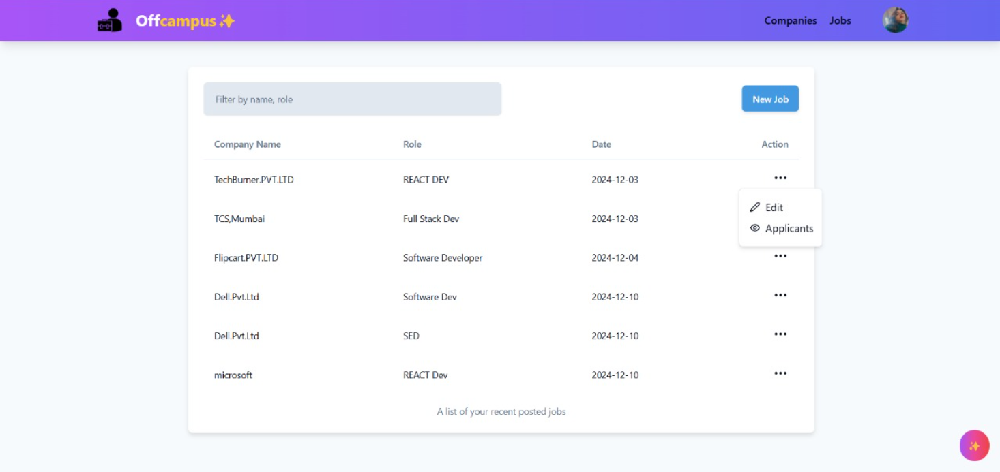 Offcampus✨
Companies Jobs
Filter by name, role
New Job
Company Name Role Date Action
TechBurner.PVT.LTD REACT DEV 2024-12-03 •••
Edit
TCS,Mumbai Full Stack Dev 2024-12-03
Applicants
Flipcart.PVT.LTD Software Developer 2024-12-04 •••
Dell.Pvt.Ltd Software Dev 2024-12-10 •••
Dell.Pvt.Ltd SED 2024-12-10 •••
microsoft REACT Dev 2024-12-10 •••
A list of your recent posted jobs